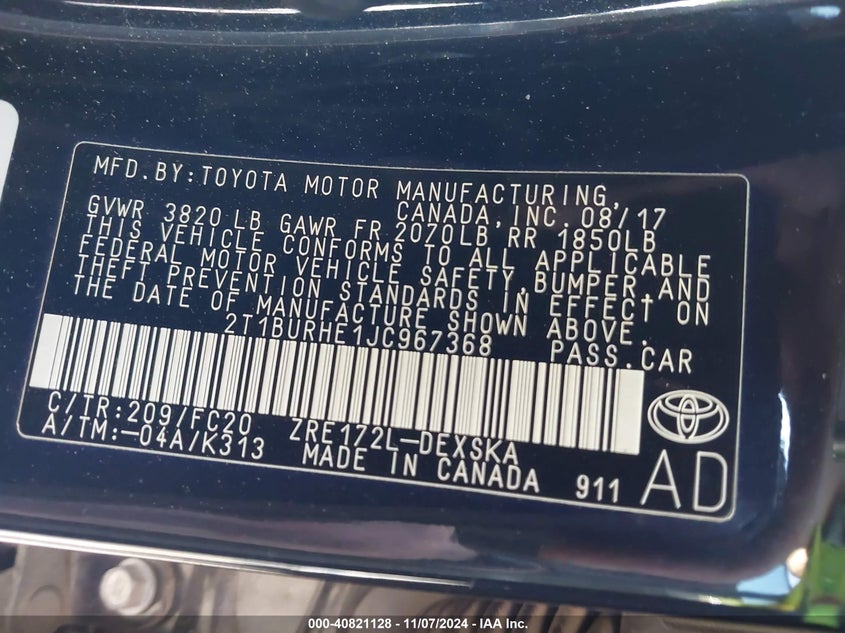 MFD.BY:TOYOTA MOTOR MANUFACTURING,
CANADA,INC. 08/17
GVWR 3820 LB GAWR FR 2070LB RR 1850LB
THIS VEHICLE CONFORMS TO ALL APPLICABLE
FEDERAL MOTOR VEHICLE SAFETY,BUMPER,AND
THEFT PREVENTION STANDARDS IN EFFECT ON
THE DATE OF MANUFACTURE SHOWN ABOVE.
2T1BURHE1JC967368 PASS.CAR
C/TR:209/FC20 ZRE172L-DEXSKA
A/TM:-04A/K313 MADE IN CANADA 911 AD
000-40821128 - 11/07/2024 - IAA Inc.